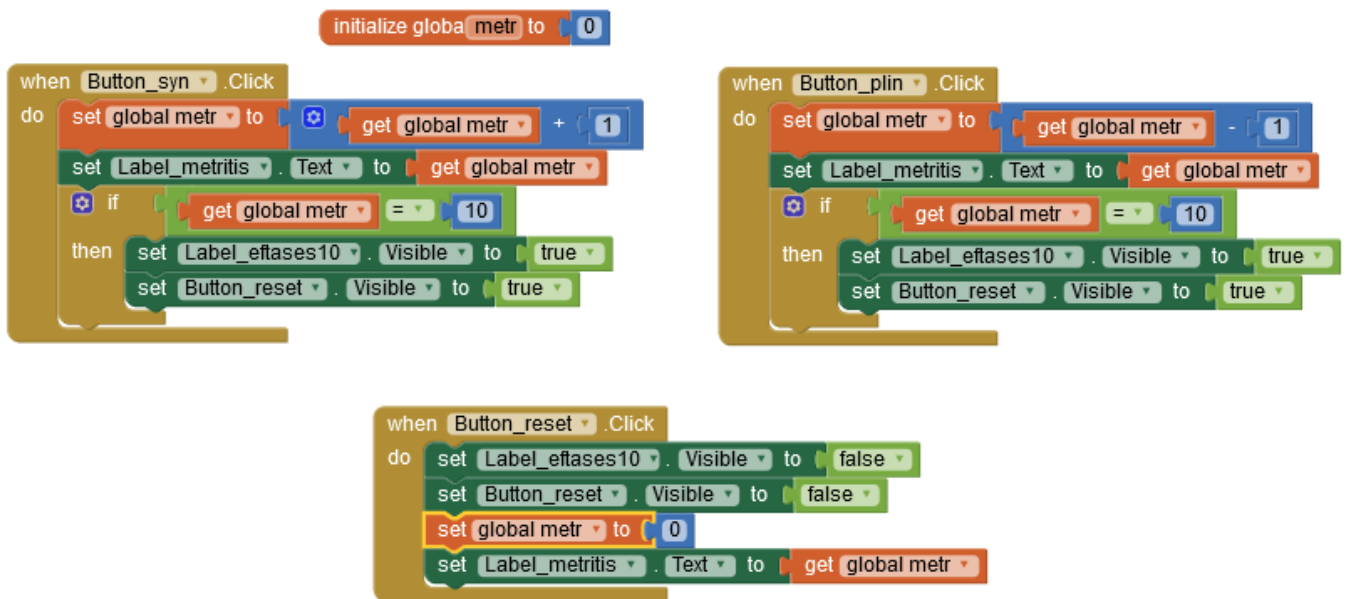 initialize globa metr to 0
when Button_syn .Click
do set global metr to get global metr + 1
set Label_metritis . Text to get global metr
if get global metr = 10
then set Label_eftases10 . Visible to true
set Button_reset . Visible to true
when Button_plin .Click
do set global metr to get global metr - 1
set Label_metritis . Text to get global metr
if get global metr = 10
then set Label_eftases10 . Visible to true
set Button_reset . Visible to true
when Button_reset .Click
do set Label_eftases10 . Visible to false
set Button_reset . Visible to false
set global metr to 0
set Label_metritis . Text to get global metr